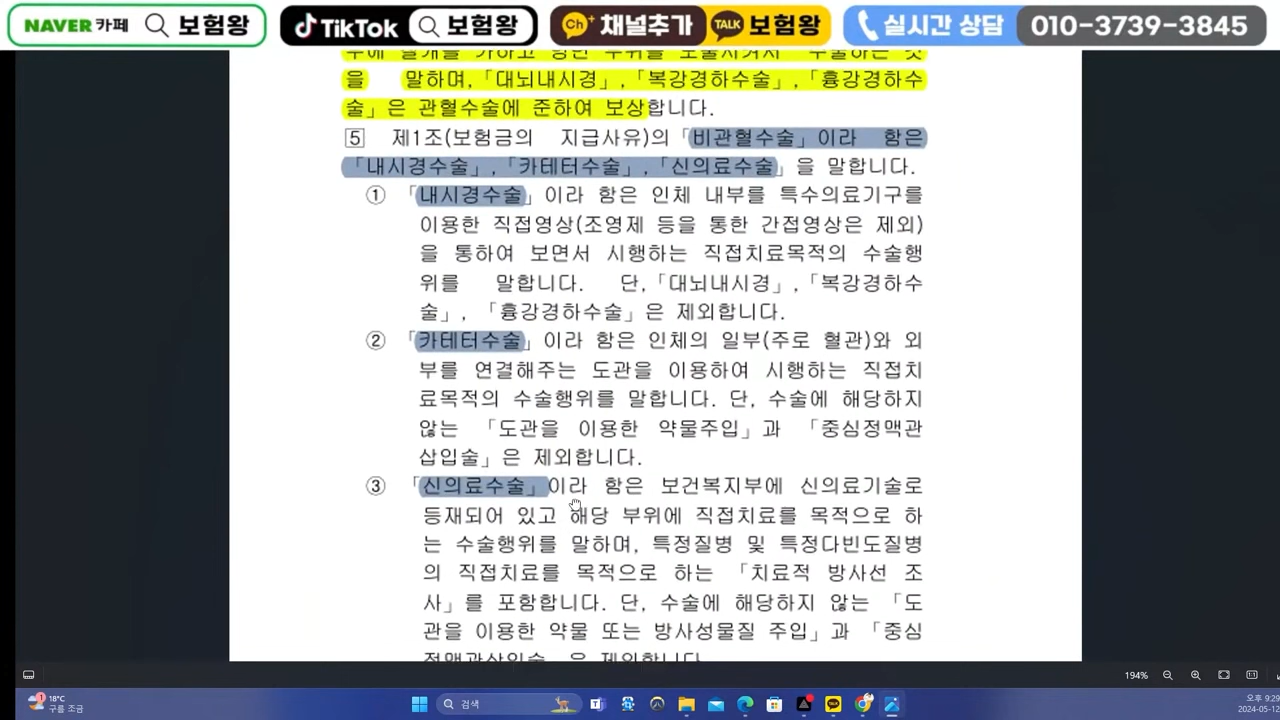 NAVER 카페 보험왕 TikTok 보험왕 Ch+ 채널추가 TALK 보험왕 실시간 상담 010-3739-3845
을 말하며,「대뇌내시경」,「복강경하수술」,「흉강경하수
술」은 관혈수술에 준하여 보상합니다.
5 제1조(보험금의 지급사유)의「비관혈수술」이라 함은
「내시경수술」,「카테터수술」,「신의료수술」을 말합니다.
① 「내시경수술」이라 함은 인체 내부를 특수의료기구를
이용한 직접영상(조영제 등을 통한 간접영상은 제외)
을 통하여 보면서 시행하는 직접치료목적의 수술행
위를 말합니다. 단,「대뇌내시경」,「복강경하수
술」, 「흉강경하수술」은 제외합니다.
② 「카테터수술」이라 함은 인체의 일부(주로 혈관)와 외
부를 연결해주는 도관을 이용하여 시행하는 직접치
료목적의 수술행위를 말합니다. 단, 수술에 해당하지
않는 「도관을 이용한 약물주입」과 「중심정맥관
삽입술」은 제외합니다.
③ 「신의료수술」이라 함은 보건복지부에 신의료기술로
등재되어 있고 해당 부위에 직접치료를 목적으로 하
는 수술행위를 말하며, 특정질병 및 특정다빈도질병
의 직접치료를 목적으로 하는 「치료적 방사선 조
사」를 포함합니다. 단, 수술에 해당하지 않는 「도
관을 이용한 약물 또는 방사성물질 주입」과 「중심
정맥관삽입술」은 제외합니다
194%
1 18°C 검색 오후 9:29
구름 조금 2024-05-12